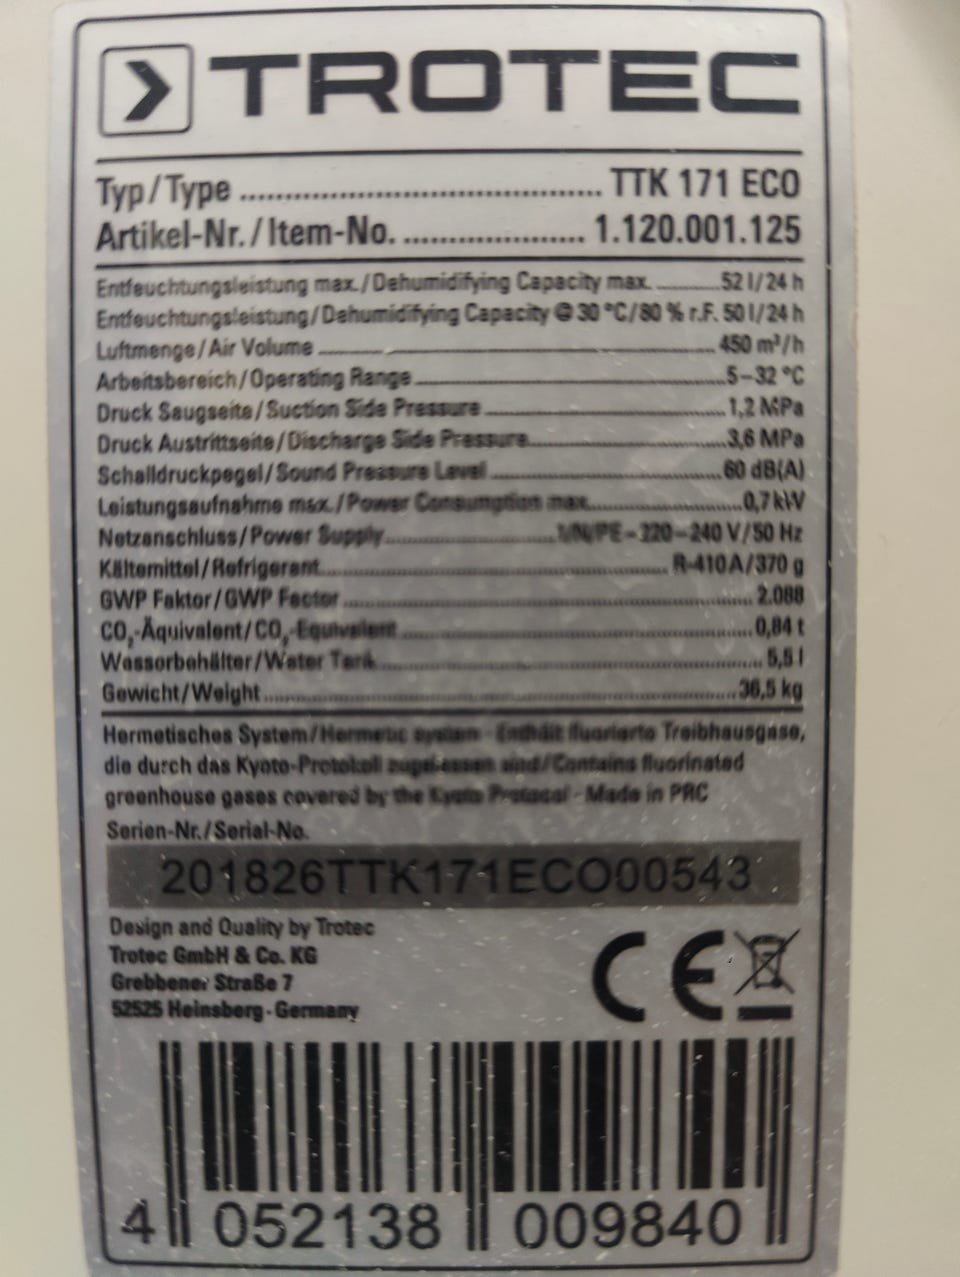 TROTEC
Typ/Type ........................................ TTK 171 ECO
Artikel-Nr./Item-No. .................... 1.120.001.125
Entfeuchtungsleistung max./Dehumidifying Capacity max. ............ 52 l/24 h
Entfeuchtungsleistung/Dehumidifying Capacity @ 30 °C/80 % r.F. 50 l/24 h
Luftmenge/Air Volume ........................................ 450 m³/h
Arbeitsbereich/Operating Range ........................................ 5–32 °C
Druck Saugseite/Suction Side Pressure ........................................ 1,2 MPa
Druck Austrittseite/Discharge Side Pressure ........................................ 3,6 MPa
Schalldruckpegel/Sound Pressure Level ........................................ 60 dB(A)
Leistungsaufnahme max./Power Consumption max. ........................................ 0,7 kW
Netzanschluss/Power Supply ........................................ 1/N/PE ~ 220–240 V/50 Hz
Kältemittel/Refrigerant ........................................ R-410A/370 g
GWP Faktor/GWP Factor ........................................ 2.088
CO₂-Äquivalent/CO₂-Equivalent ........................................ 0,84 t
Wasserbehälter/Water Tank ........................................ 5,5 l
Gewicht/Weight ........................................ 36,5 kg
Hermetisches System/Hermetic system - Enthält fluorierte Treibhausgase,
die durch das Kyoto-Protokoll zugelassen sind/Contains fluorinated
greenhouse gases covered by the Kyoto Protocol - Made in PRC
Serien-Nr./Serial-No.
201826TTK171ECO00543
Design and Quality by Trotec
Trotec GmbH & Co. KG
Grebbener Straße 7
52525 Heinsberg - Germany
CE
4 052138 009840